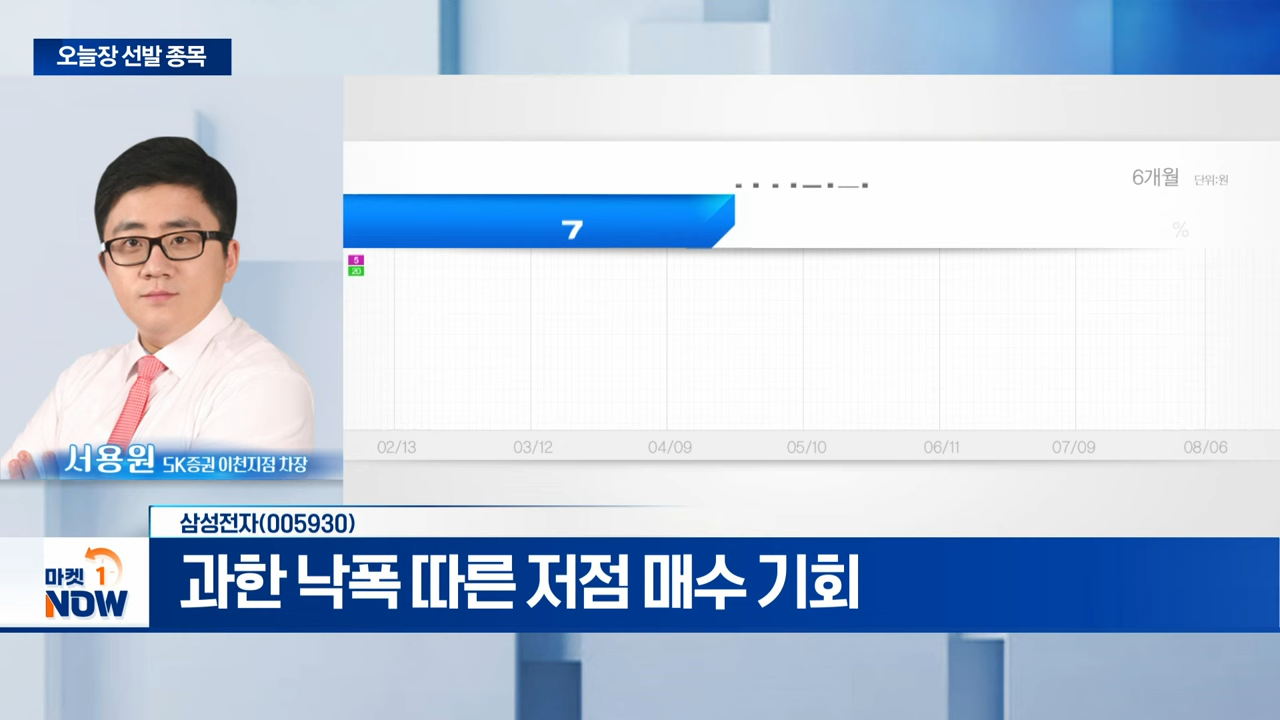 오늘장 선발 종목
6개월 단위:원
7
%
5
20
02/13 03/12 04/09 05/10 06/11 07/09 08/06
서용원 SK증권 이천지점 차장
삼성전자(005930)
마켓 1
NOW
과한 낙폭 따른 저점 매수 기회